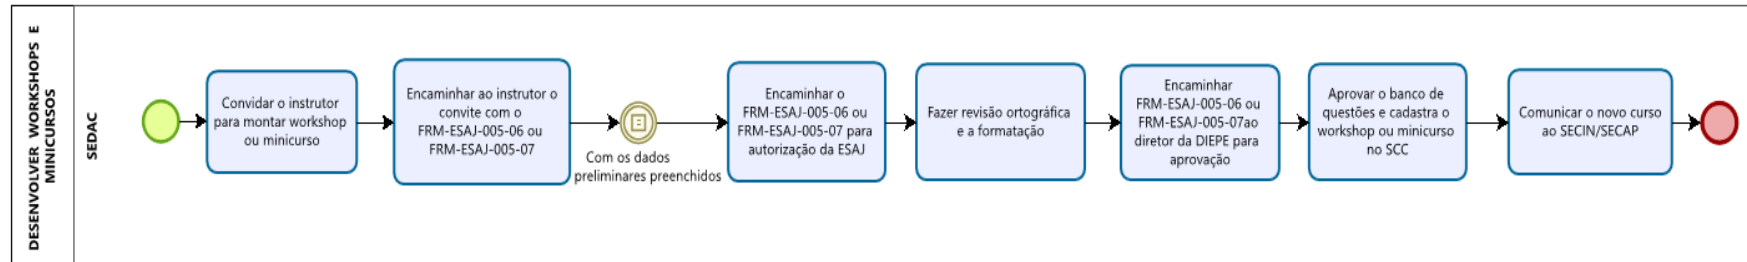 DESENVOLVER WORKSHOPS E
MINICURSOS
SEDAC
Convidar o instrutor
para montar workshop
ou minicurso
Encaminhar ao instrutor o
convite com o
FRM-ESAJ-005-06 ou
FRM-ESAJ-005-07
Com os dados
preliminares preenchidos
Encaminhar o
FRM-ESAJ-005-06 ou
FRM-ESAJ-005-07 para
autorização da ESAJ
Fazer revisão ortográfica
e a formatação
Encaminhar
FRM-ESAJ-005-06 ou
FRM-ESAJ-005-07ao
diretor da DIEPE para
aprovação
Aprovar o banco de
questões e cadastra o
workshop ou minicurso
no SCC
Comunicar o novo curso
ao SECIN/SECAP